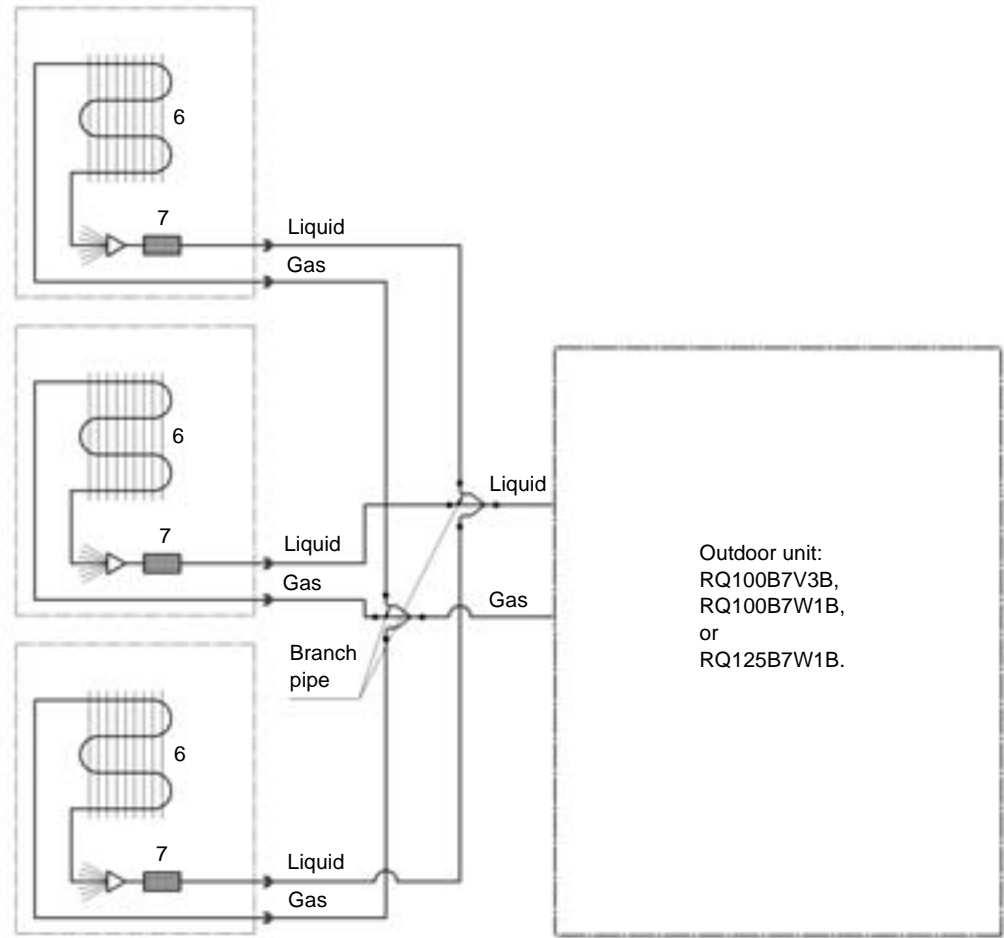 6
7
Liquid
Gas
6
7
Liquid
Gas
Liquid
Gas
Branch
pipe
Outdoor unit:
RQ100B7V3B,
RQ100B7W1B,
or
RQ125B7W1B.
6
7
Liquid
Gas